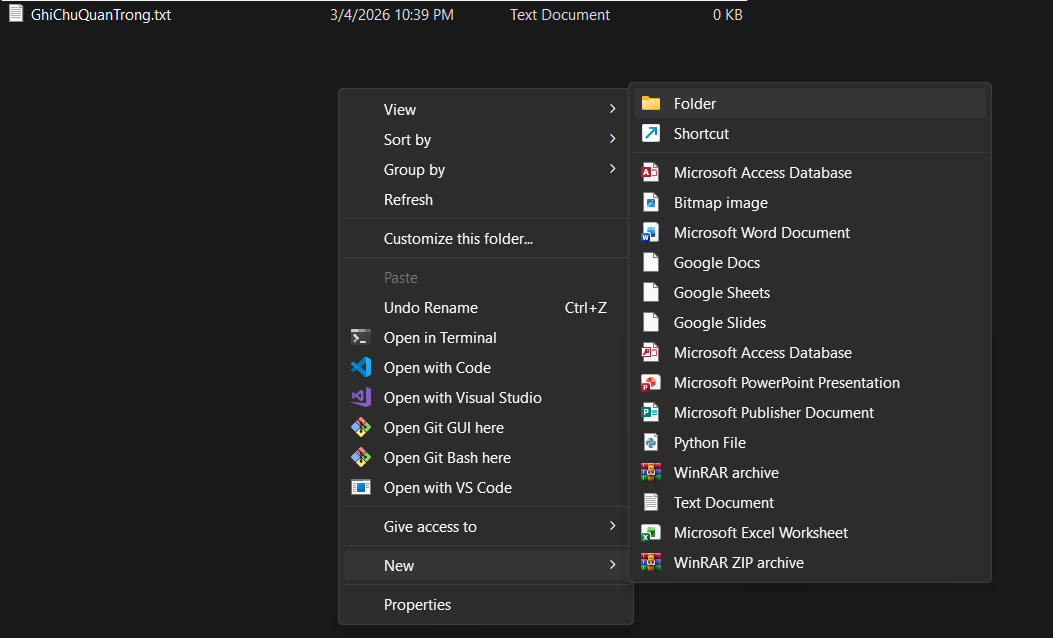 GhiChuQuanTrong.txt 3/4/2026 10:39 PM Text Document 0 KB
View
Sort by
Group by
Refresh
Customize this folder...
Paste
Undo Rename Ctrl+Z
Open in Terminal
Open with Code
Open with Visual Studio
Open Git GUI here
Open Git Bash here
Open with VS Code
Give access to
New
Properties
Folder
Shortcut
Microsoft Access Database
Bitmap image
Microsoft Word Document
Google Docs
Google Sheets
Google Slides
Microsoft Access Database
Microsoft PowerPoint Presentation
Microsoft Publisher Document
Python File
WinRAR archive
Text Document
Microsoft Excel Worksheet
WinRAR ZIP archive